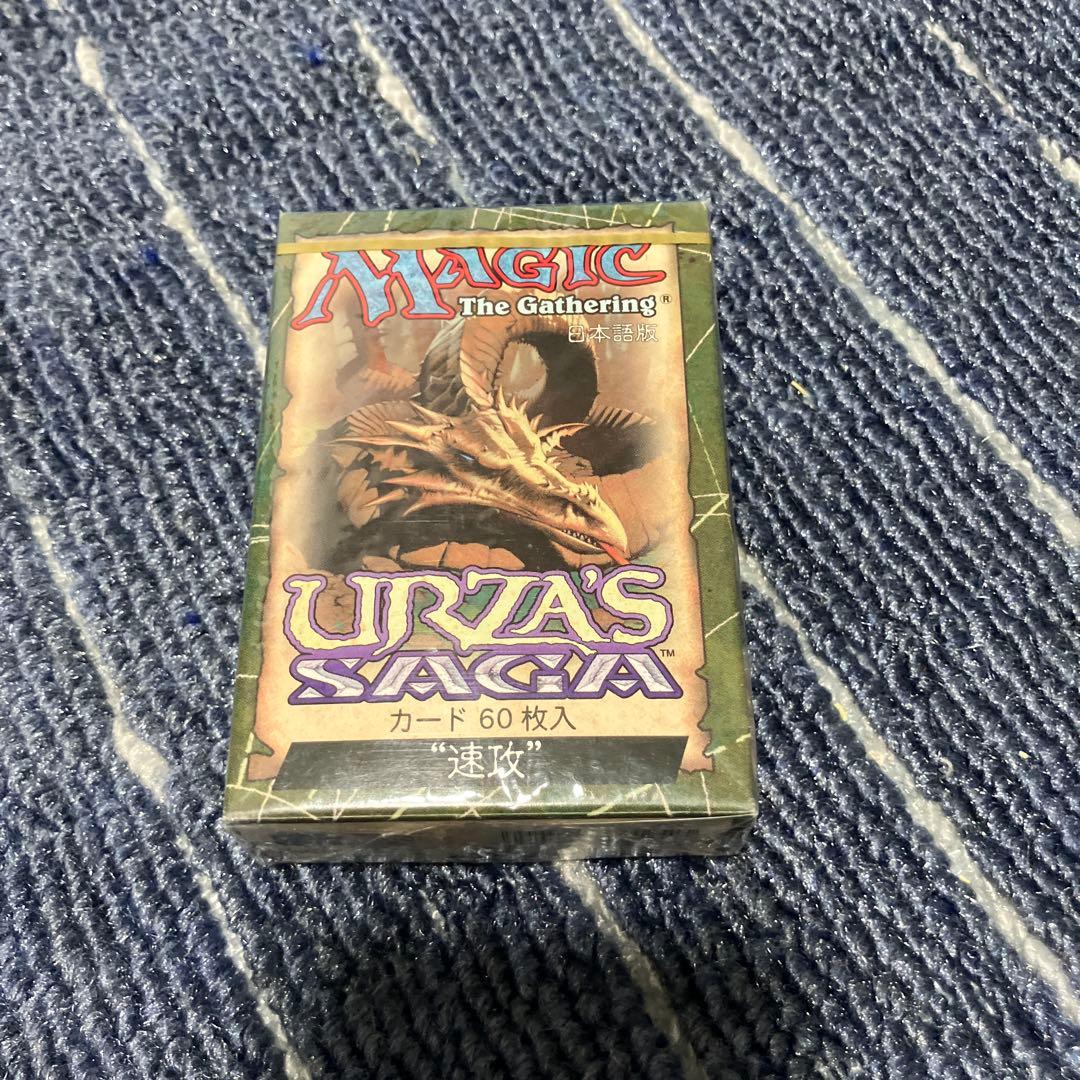 MAGIC
The Gathering®
日本語版
URZA'S
SAGA™
カード 60 枚入
“速攻”